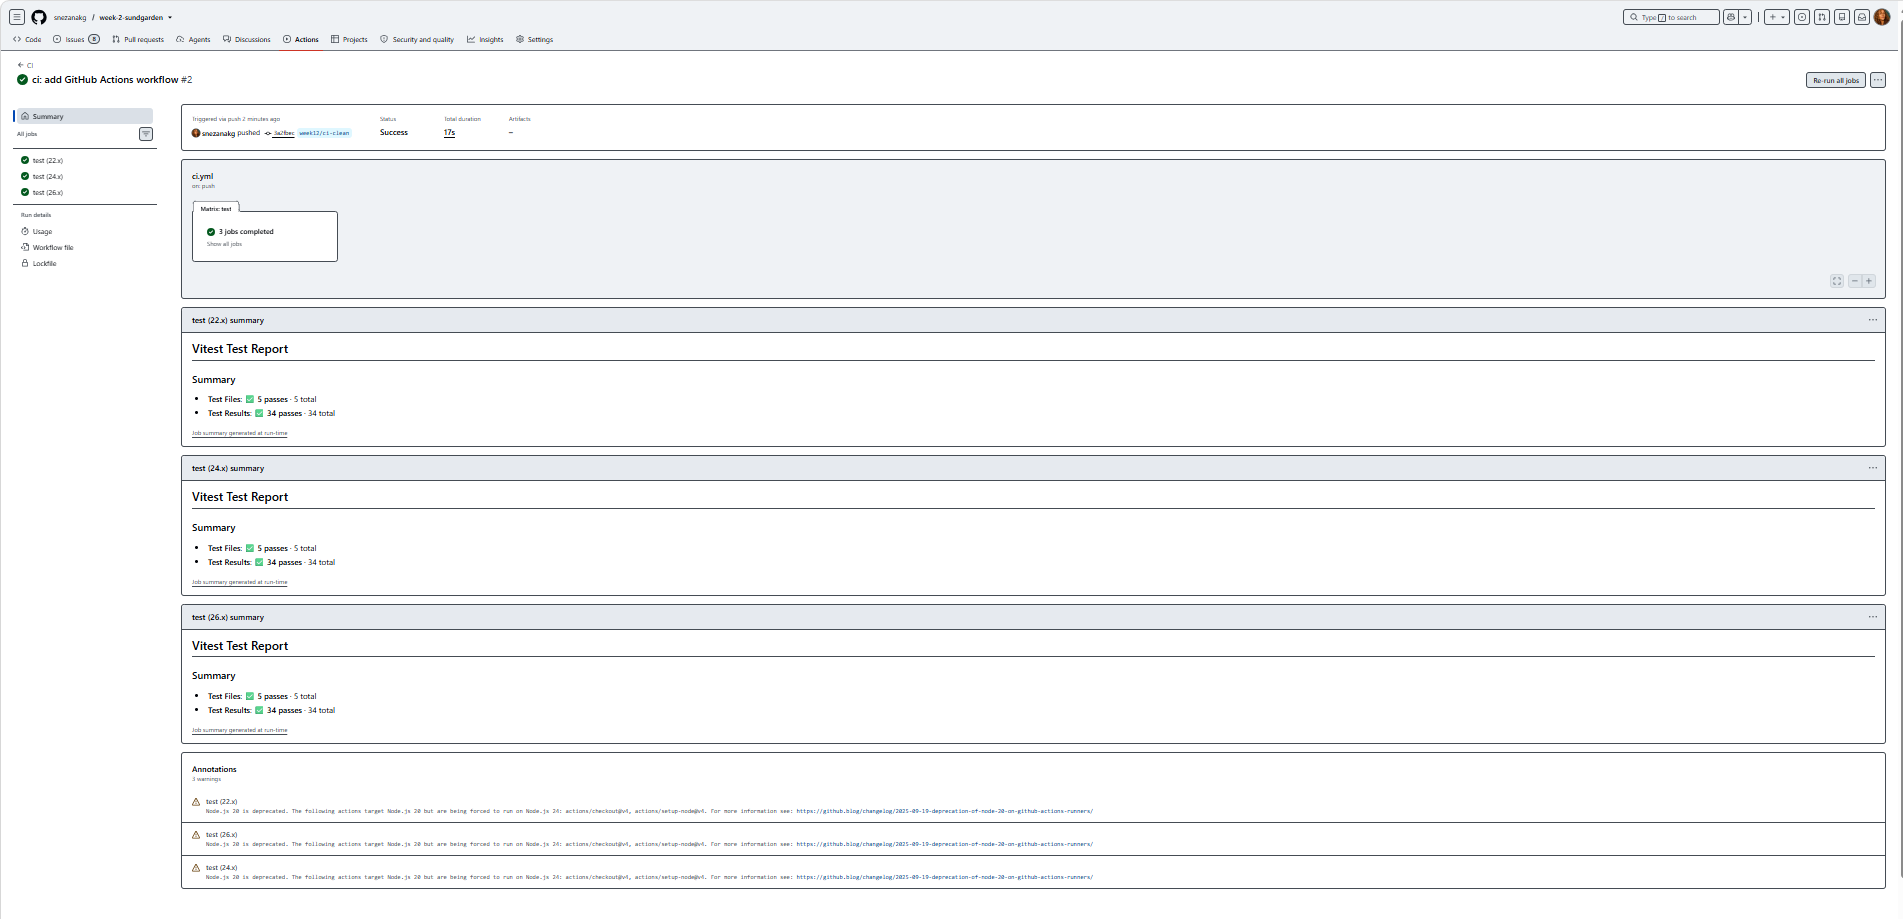 snezanakg / week-2-sundgarden
Type / to search
Code
Issues 8
Pull requests
Agents
Discussions
Actions
Projects
Security and quality
Insights
Settings
CI
ci: add GitHub Actions workflow #2
Re-run all jobs
Summary
All jobs
test (22.x)
test (24.x)
test (26.x)
Run details
Usage
Workflow file
Lockfile
Triggered via push 2 minutes ago
snezanakg pushed 3a2fbec week12/ci-clean
Status
Success
Total duration
17s
Artifacts
–
ci.yml
on: push
Matrix: test
3 jobs completed
Show all jobs
test (22.x) summary
Vitest Test Report
Summary
Test Files: ✅ 5 passes · 5 total
Test Results: ✅ 34 passes · 34 total
Job summary generated at run-time
test (24.x) summary
Vitest Test Report
Summary
Test Files: ✅ 5 passes · 5 total
Test Results: ✅ 34 passes · 34 total
Job summary generated at run-time
test (26.x) summary
Vitest Test Report
Summary
Test Files: ✅ 5 passes · 5 total
Test Results: ✅ 34 passes · 34 total
Job summary generated at run-time
Annotations
3 warnings
test (22.x)
Node.js 20 is deprecated. The following actions target Node.js 20 but are being forced to run on Node.js 24: actions/checkout@v4, actions/setup-node@v4. For more information see: https://github.blog/changelog/2025-09-19-deprecation-of-node-20-on-github-actions-runners/
test (26.x)
Node.js 20 is deprecated. The following actions target Node.js 20 but are being forced to run on Node.js 24: actions/checkout@v4, actions/setup-node@v4. For more information see: https://github.blog/changelog/2025-09-19-deprecation-of-node-20-on-github-actions-runners/
test (24.x)
Node.js 20 is deprecated. The following actions target Node.js 20 but are being forced to run on Node.js 24: actions/checkout@v4, actions/setup-node@v4. For more information see: https://github.blog/changelog/2025-09-19-deprecation-of-node-20-on-github-actions-runners/